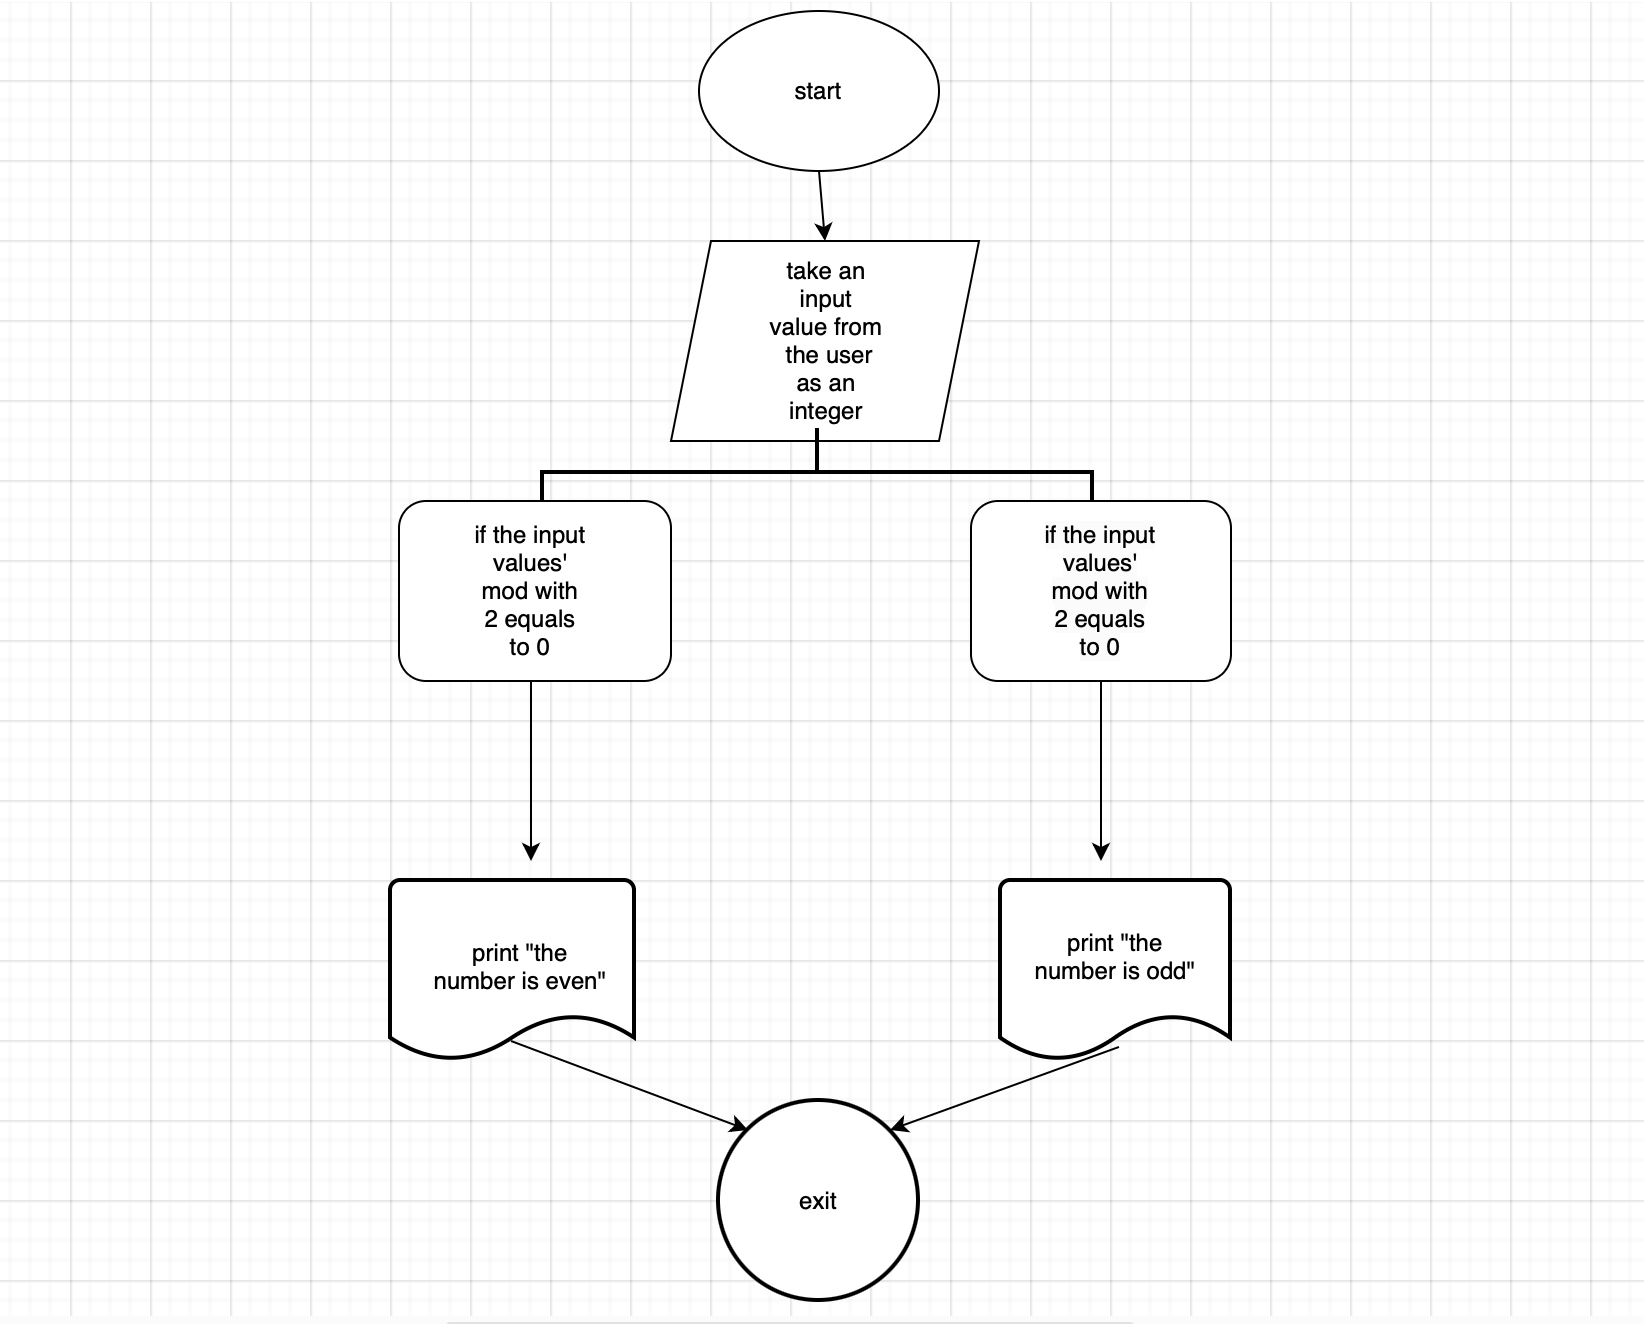 start
take an
input
value from
the user
as an
integer
if the input
values'
mod with
2 equals
to 0
if the input
values'
mod with
2 equals
to 0
print "the
number is even"
print "the
number is odd"
exit